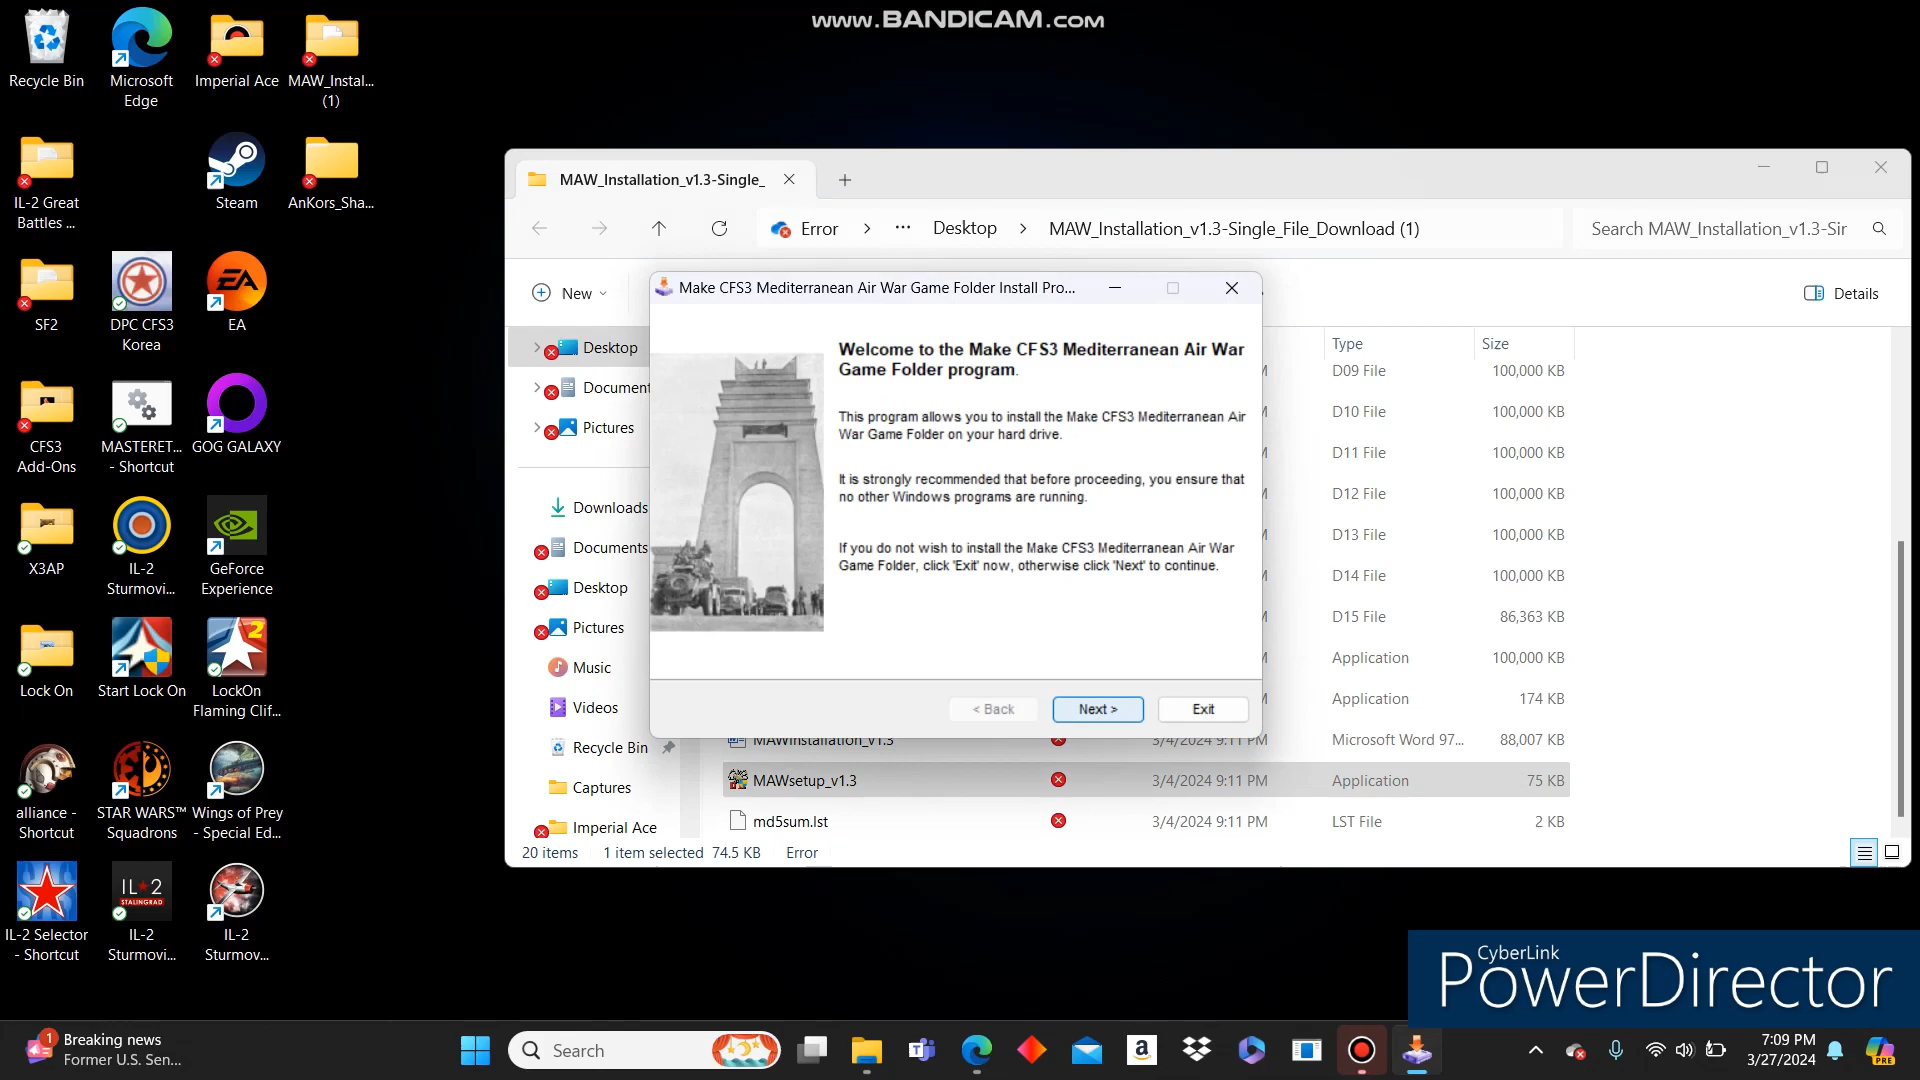 www.BANDICAM.com
Recycle Bin
Microsoft
Edge
Imperial Ace
MAW_Instal...
(1)
IL-2 Great
Battles ...
Steam
AnKors_Sha...
SF2
DPC CFS3
Korea
EA
CFS3
Add-Ons
MASTERET...
- Shortcut
GOG GALAXY
X3AP
IL-2
Sturmovi...
GeForce
Experience
Lock On
Start Lock On
LockOn
Flaming Clif...
alliance -
Shortcut
STAR WARS™
Squadrons
Wings of Prey
- Special Ed...
IL-2 Selector
- Shortcut
IL-2
Sturmovi...
IL-2
Sturmov...
IL★2
STALINGRAD
MAW_Installation_v1.3-Single_
Error > ... Desktop > MAW_Installation_v1.3-Single_File_Download (1)
Search MAW_Installation_v1.3-Sir
New
Details
Desktop
Document
Pictures
Downloads
Documents
Desktop
Pictures
Music
Videos
Recycle Bin
Captures
Imperial Ace
Make CFS3 Mediterranean Air War Game Folder Install Pro...
Welcome to the Make CFS3 Mediterranean Air War
Game Folder program.
This program allows you to install the Make CFS3 Mediterranean Air
War Game Folder on your hard drive.
It is strongly recommended that before proceeding, you ensure that
no other Windows programs are running.
If you do not wish to install the Make CFS3 Mediterranean Air War
Game Folder, click 'Exit' now, otherwise click 'Next' to continue.
< Back
Next >
Exit
Type Size
D09 File 100,000 KB
D10 File 100,000 KB
D11 File 100,000 KB
D12 File 100,000 KB
D13 File 100,000 KB
D14 File 100,000 KB
D15 File 86,363 KB
Application 100,000 KB
Application 174 KB
MAWInstallation_v1.3 3/4/2024 9:11 PM Microsoft Word 97... 88,007 KB
MAWsetup_v1.3 3/4/2024 9:11 PM Application 75 KB
md5sum.lst 3/4/2024 9:11 PM LST File 2 KB
20 items 1 item selected 74.5 KB Error
CyberLink
PowerDirector
1
Breaking news
Former U.S. Sen...
Search
7:09 PM
3/27/2024
PRE